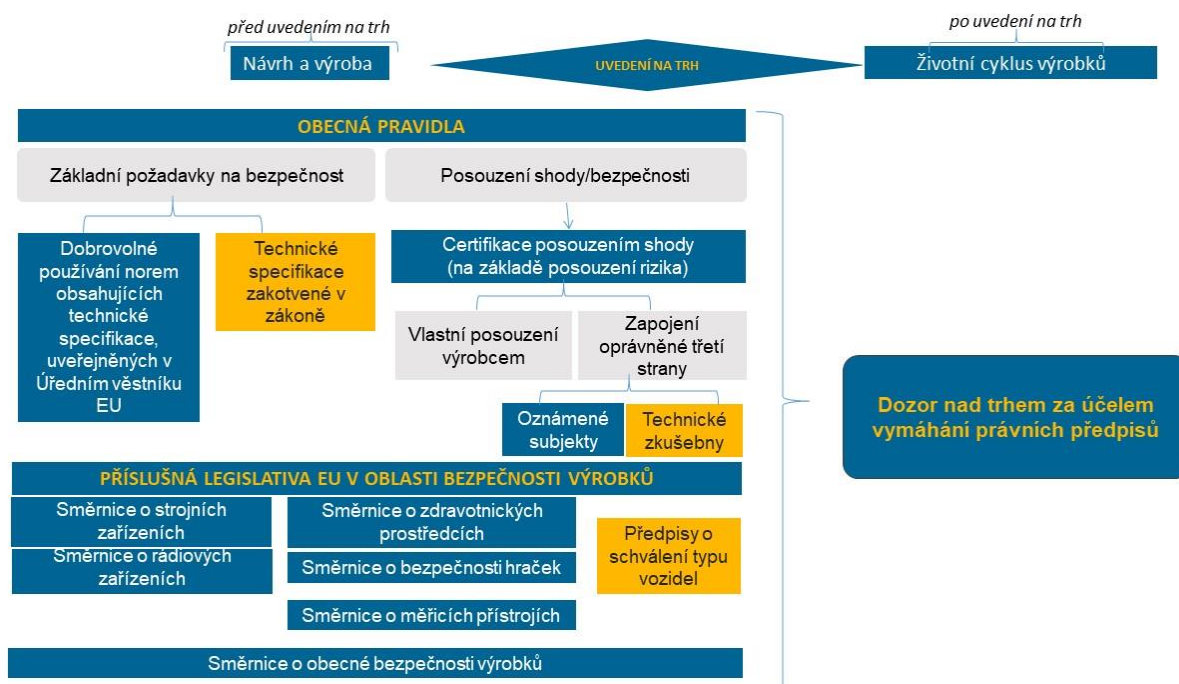 před uvedením na trh
po uvedení na trh
Návrh a výroba
UVEDENÍ NA TRH
Životní cyklus výrobků
OBECNÁ PRAVIDLA
Základní požadavky na bezpečnost
Posouzení shody/bezpečnosti
Dobrovolné
používání norem
obsahujících
technické
specifikace,
uveřejněných v
Úředním věstníku
EU
Technické
specifikace
zakotvené v
zákoně
Certifikace posouzením shody
(na základě posouzení rizika)
Vlastní posouzení
výrobcem
Zapojení
oprávněné třetí
strany
Oznámené
subjekty
Technické
zkušebny
Dozor nad trhem za účelem
vymáhání právních předpisů
PŘÍSLUŠNÁ LEGISLATIVA EU V OBLASTI BEZPEČNOSTI VÝROBKŮ
Směrnice o strojních
zařízeních
Směrnice o rádiových
zařízeních
Směrnice o zdravotnických
prostředcích
Směrnice o bezpečnosti hraček
Směrnice o měřicích přístrojích
Předpisy o
schválení typu
vozidel
Směrnice o obecné bezpečnosti výrobků